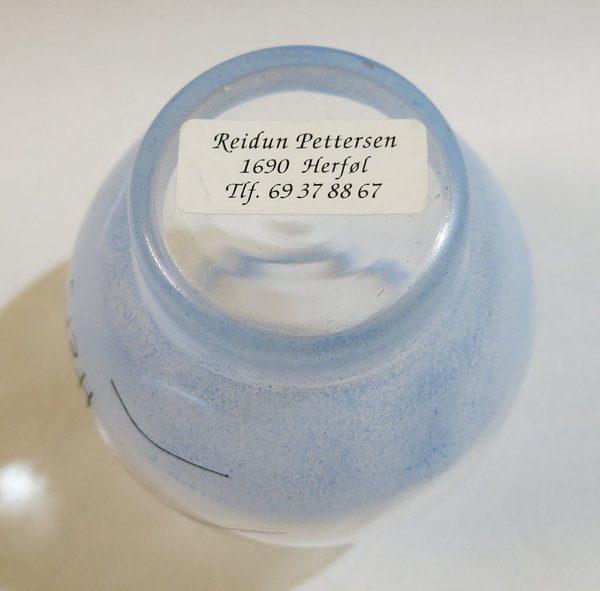 Reidun Pettersen
1690 Herføl
Tlf. 69 37 88 67